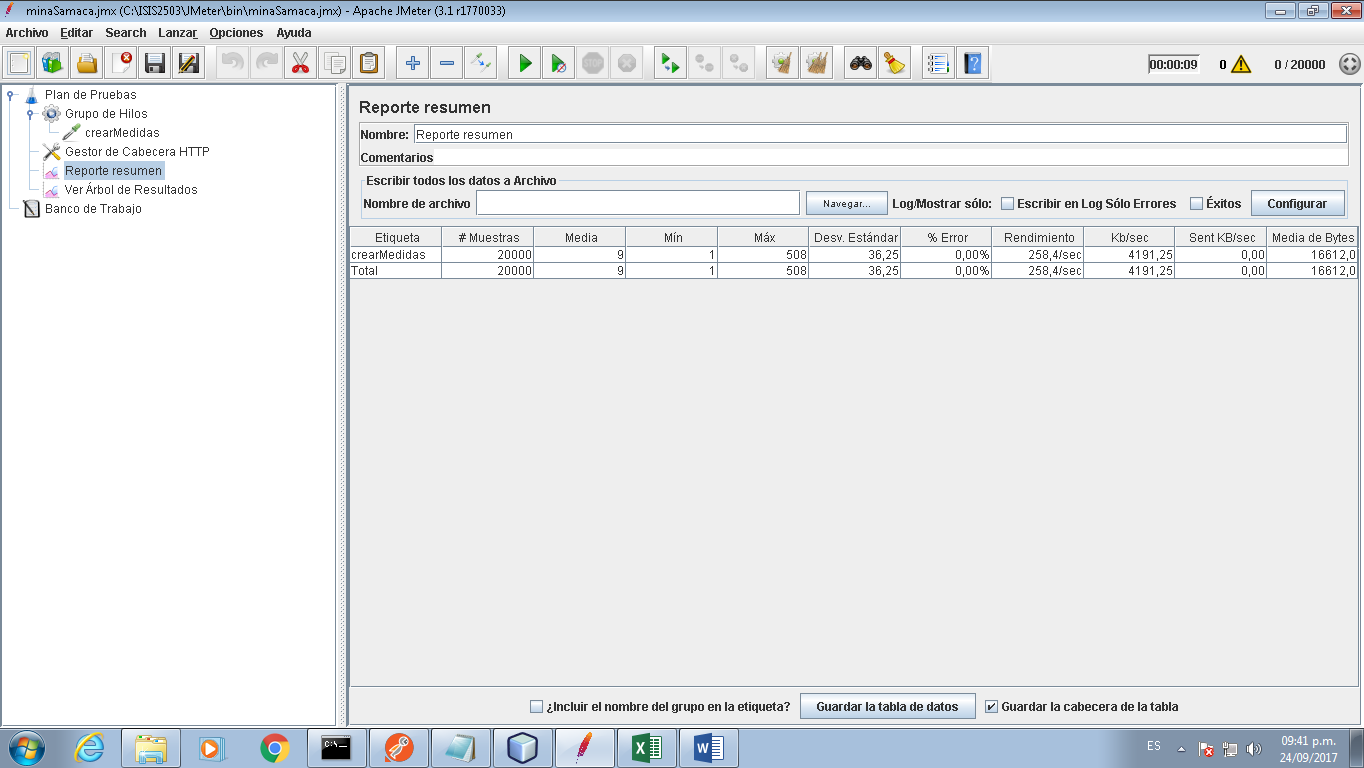 minaSamaca.jmx (C:\ISIS2503\JMeter\bin\minaSamaca.jmx) - Apache JMeter (3.1 r1770033)
Archivo Editar Search Lanzar Opciones Ayuda
STOP 00:00:09 0 0 / 20000
Plan de Pruebas
Grupo de Hilos
crearMedidas
Gestor de Cabecera HTTP
Reporte resumen
Ver Árbol de Resultados
Banco de Trabajo
Reporte resumen
Nombre: Reporte resumen
Comentarios
Escribir todos los datos a Archivo
Nombre de archivo Navegar... Log/Mostrar sólo: Escribir en Log Sólo Errores Éxitos Configurar
Etiqueta # Muestras Media Mín Máx Desv. Estándar % Error Rendimiento Kb/sec Sent KB/sec Media de Bytes
crearMedidas 20000 9 1 508 36,25 0,00% 258,4/sec 4191,25 0,00 16612,0
Total 20000 9 1 508 36,25 0,00% 258,4/sec 4191,25 0,00 16612,0
¿Incluir el nombre del grupo en la etiqueta? Guardar la tabla de datos Guardar la cabecera de la tabla
C:\_ ES 09:41 p.m.
24/09/2017